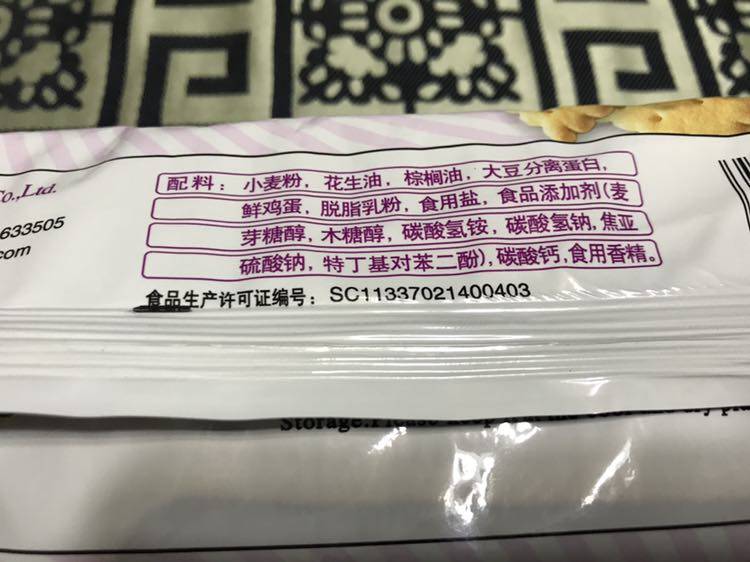 Co.,Ltd.
633505
com
配料：小麦粉，花生油，棕榈油，大豆分离蛋白，
鲜鸡蛋，脱脂乳粉，食用盐，食品添加剂（麦
芽糖醇，木糖醇，碳酸氢铵，碳酸氢钠，焦亚
硫酸钠，特丁基对苯二酚），碳酸钙，食用香精。
食品生产许可证编号：SC11337021400403
Storage:Please